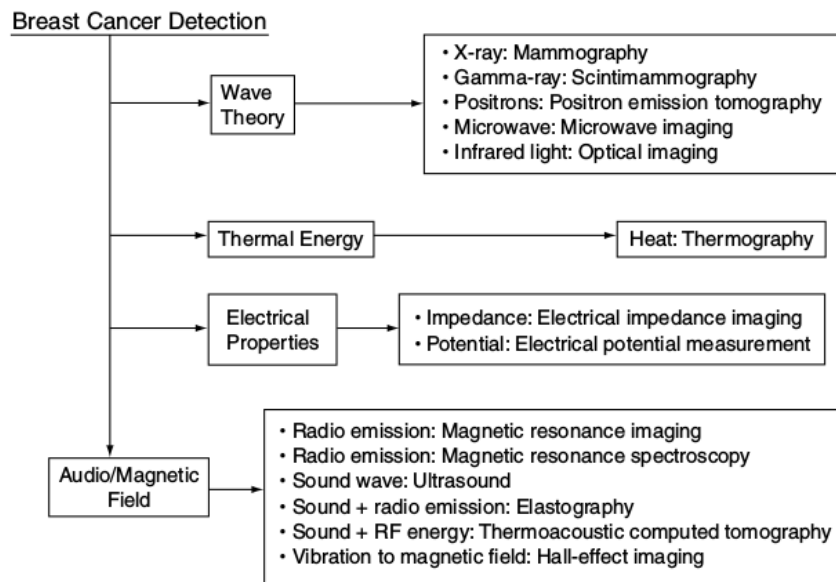 Breast Cancer Detection
Wave
Theory
• X-ray: Mammography
• Gamma-ray: Scintimammography
• Positrons: Positron emission tomography
• Microwave: Microwave imaging
• Infrared light: Optical imaging
Thermal Energy
Heat: Thermography
Electrical
Properties
• Impedance: Electrical impedance imaging
• Potential: Electrical potential measurement
Audio/Magnetic
Field
• Radio emission: Magnetic resonance imaging
• Radio emission: Magnetic resonance spectroscopy
• Sound wave: Ultrasound
• Sound + radio emission: Elastography
• Sound + RF energy: Thermoacoustic computed tomography
• Vibration to magnetic field: Hall-effect imaging